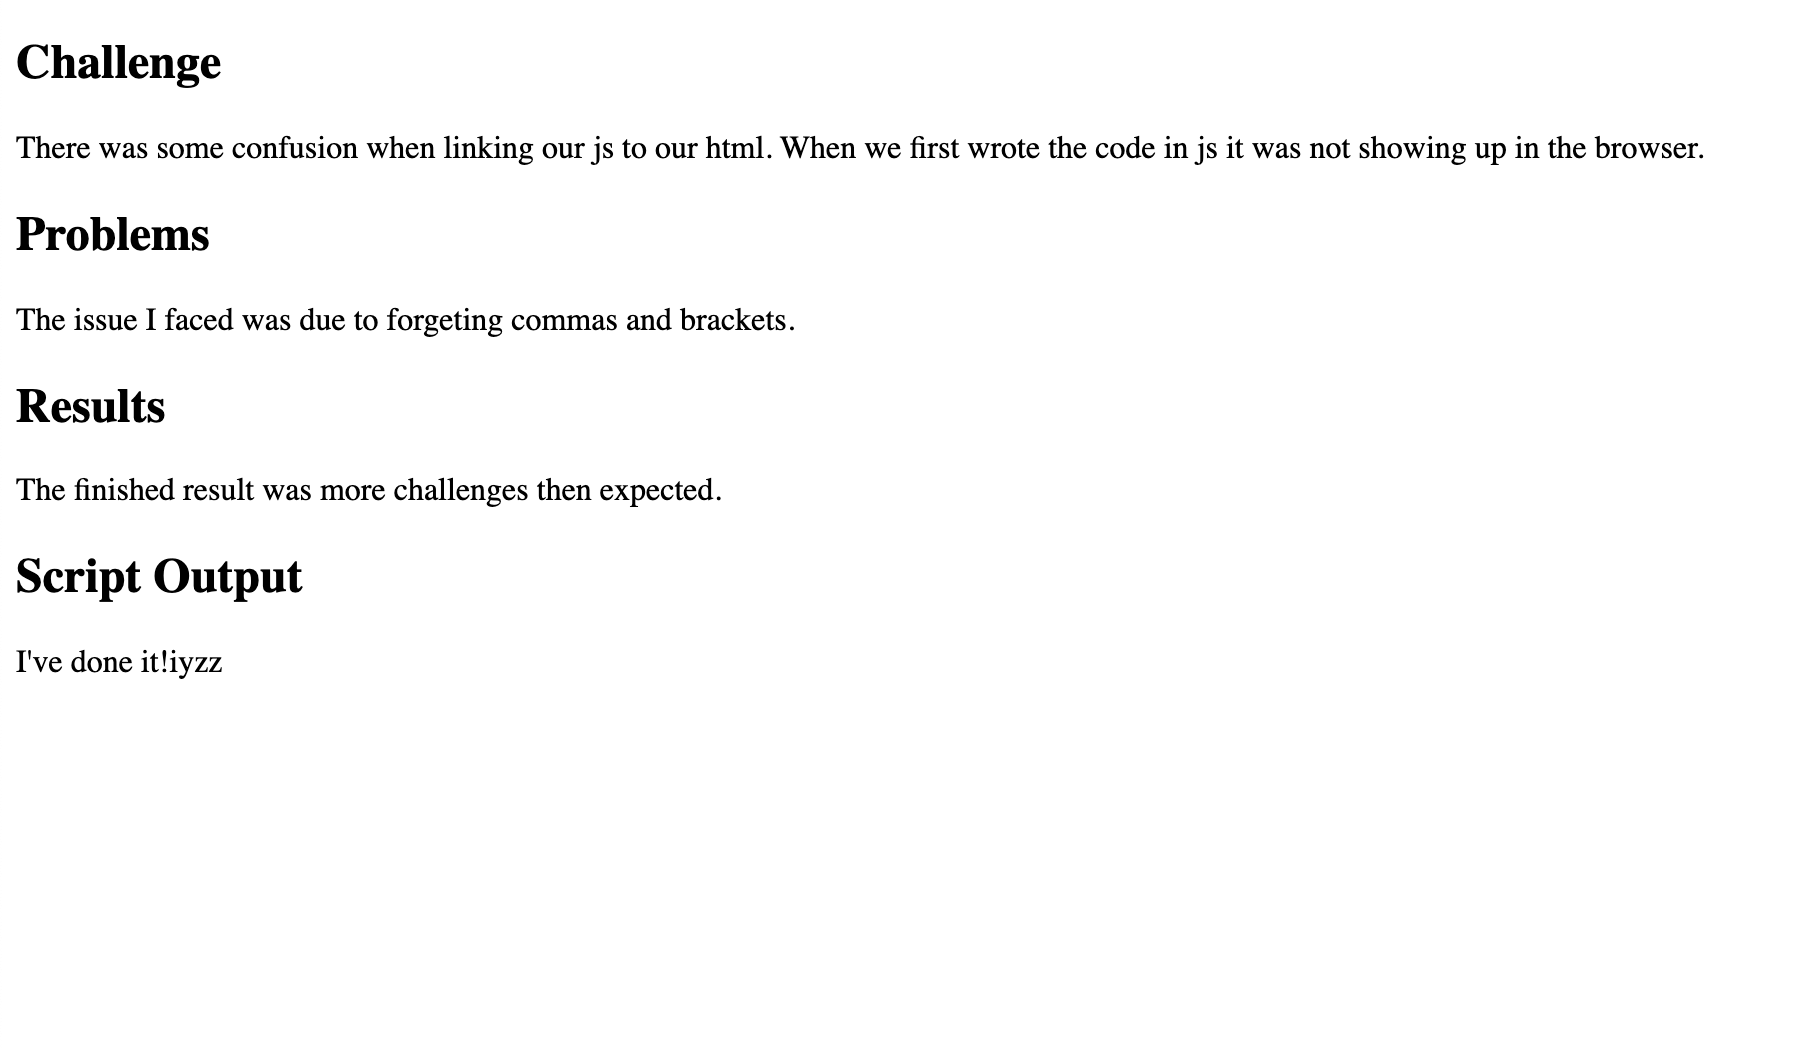 Challenge
There was some confusion when linking our js to our html. When we first wrote the code in js it was not showing up in the browser.
Problems
The issue I faced was due to forgeting commas and brackets.
Results
The finished result was more challenges then expected.
Script Output
I've done it!iyzz